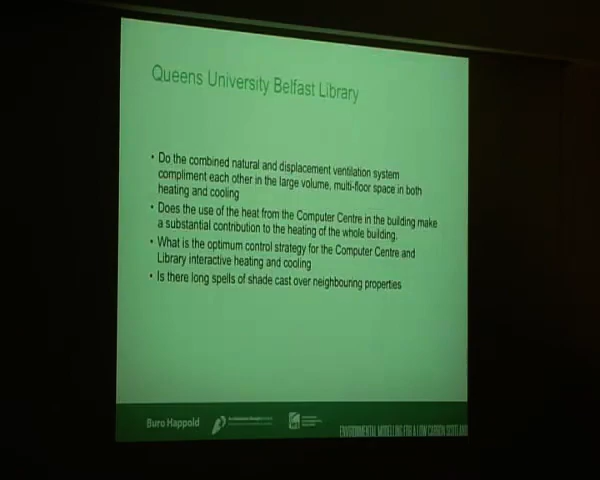 Queens University Belfast Library
• Do the combined natural and displacement ventilation system
compliment each other in the large volume, multi-floor space in both
heating and cooling
• Does the use of the heat from the Computer Centre in the building make
a substantial contribution to the heating of the whole building.
• What is the optimum control strategy for the Computer Centre and
Library interactive heating and cooling
• Is there long spells of shade cast over neighbouring properties
Buro Happold
ENVIRONMENTAL MODELLING FOR A LOW CARBON SCOTLAND